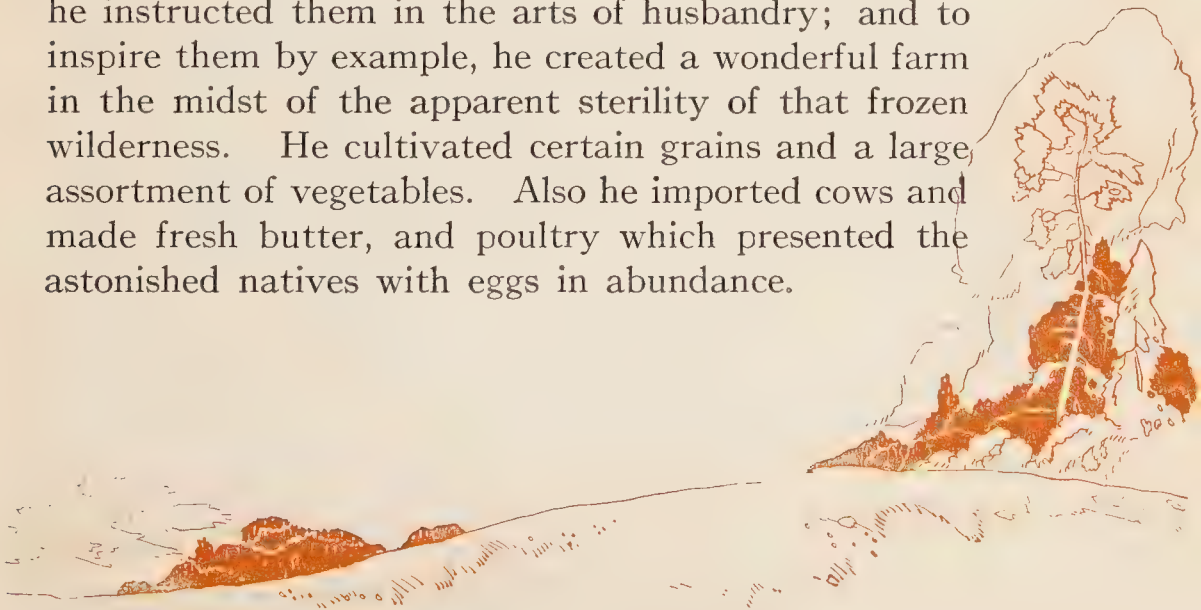 he instructed them in the arts of husbandry; and to
inspire them by example, he created a wonderful farm
in the midst of the apparent sterility of that frozen
wilderness. He cultivated certain grains and a large
assortment of vegetables. Also he imported cows and
made fresh butter, and poultry which presented the
astonished natives with eggs in abundance.